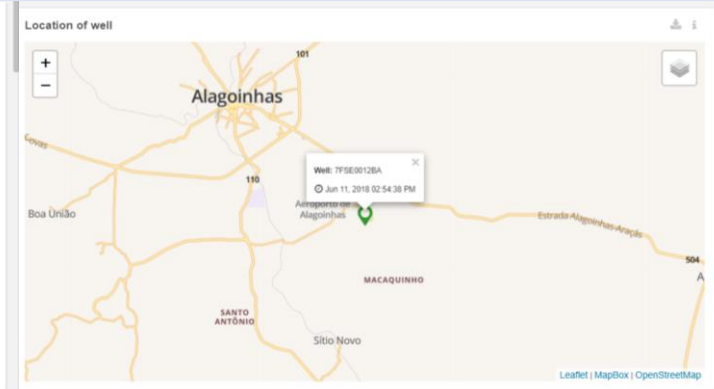 Location of well
i
+
−
101
Alagoinhas
Covas
Well: 7FSE0012BA
×
Jun 11, 2018 02:54:38 PM
110
Aeroporto de
Alagoinhas
Boa União
Estrada Alagoinhas-Araçás
504
A
MACAQUINHO
SANTO
ANTÔNIO
Sítio Novo
Leaflet | MapBox | OpenStreetMap